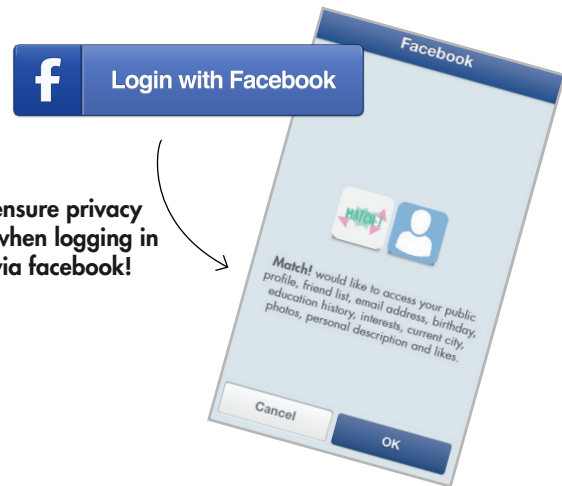 Facebook
f Login with Facebook
ensure privacy
when logging in
via facebook!
MATCH!
Match! would like to access your public
profile, friend list, email address, birthday,
education history, interests, current city,
photos, personal description and likes.
Cancel
OK